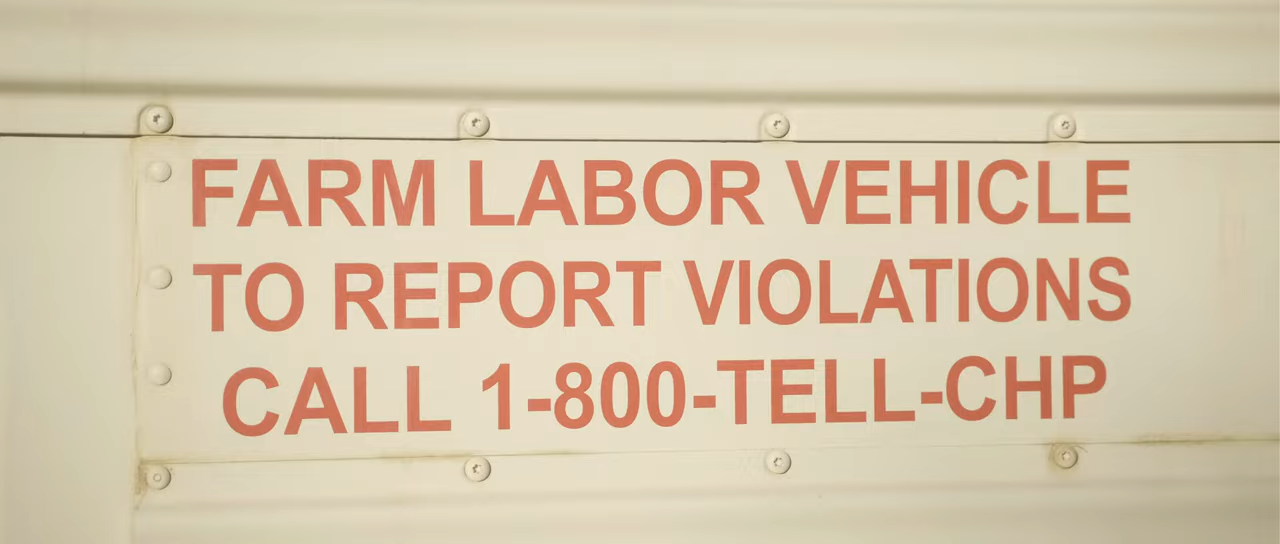 FARM LABOR VEHICLE
TO REPORT VIOLATIONS
CALL 1-800-TELL-CHP